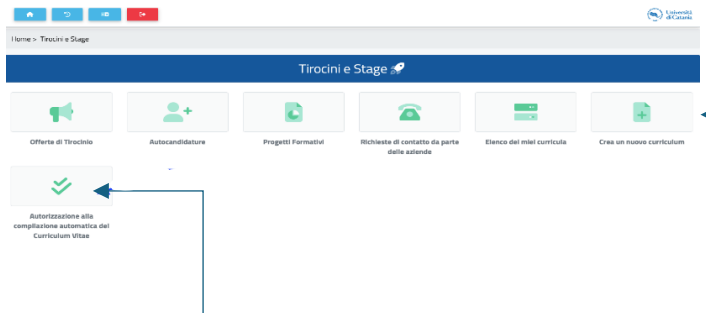 Università
di Catania
Home > Tirocini e Stage
Tirocini e Stage
Offerte di Tirocinio
Autocandidature
Progetti Formativi
Richieste di contatto da parte
delle aziende
Elenco dei miei curricula
Crea un nuovo curriculum
Autorizzazione alla
compilazione automatica del
Curriculum Vitae